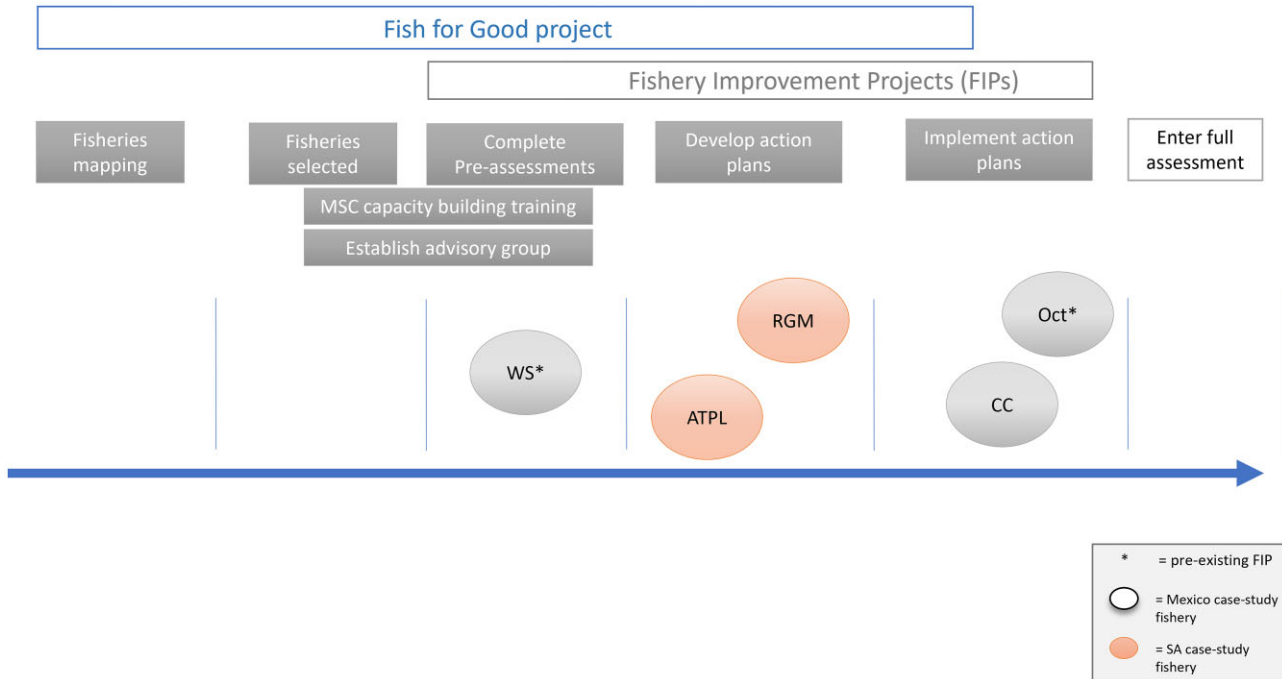 Fish for Good project
Fishery Improvement Projects (FIPs)
Fisheries
mapping
Fisheries
selected
Complete
Pre-assessments
Develop action
plans
Implement action
plans
Enter full
assessment
MSC capacity building training
Establish advisory group
WS*
RGM
ATPL
Oct*
CC
* = pre-existing FIP
= Mexico case-study
fishery
= SA case-study
fishery